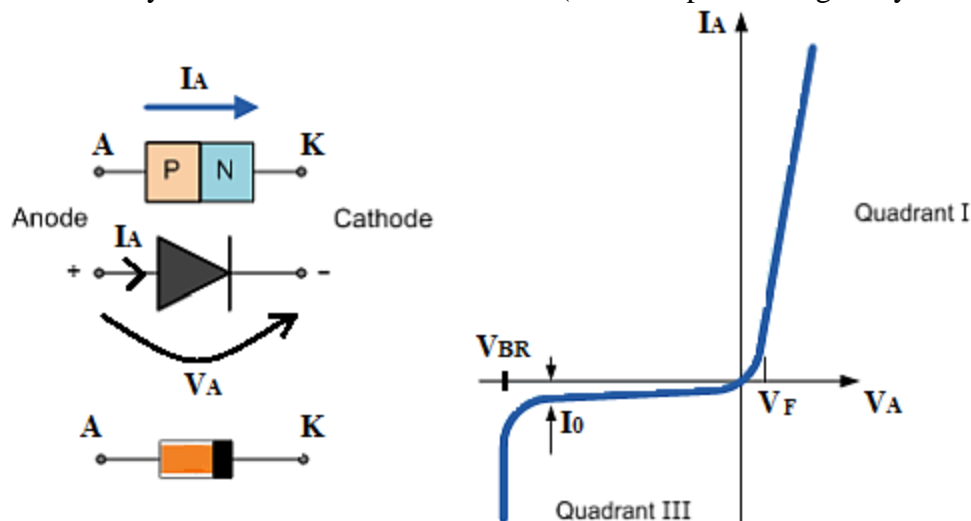 IA
A
P
N
K
Anode
Cathode
IA
+
-
VA
A
K
IA
Quadrant I
VBR
I0
VF
VA
Quadrant III